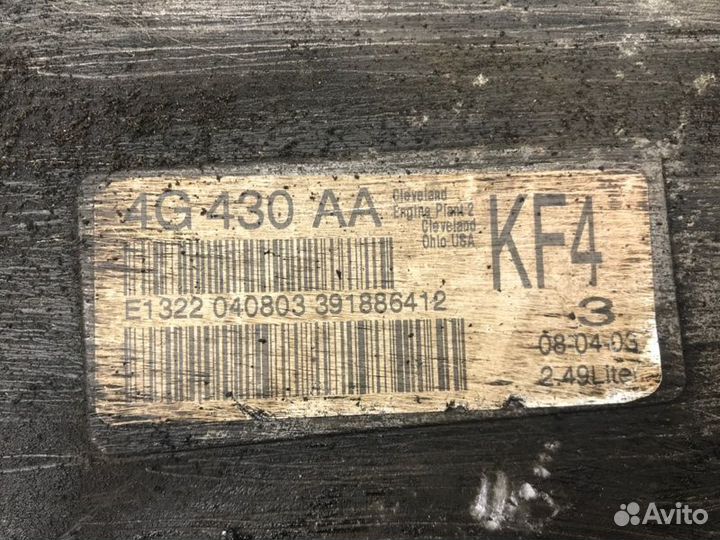 4G 430 AA
Cleveland
Engine Plant 2
Cleveland
Ohio USA
KF4
E1322 040803 391886412
3
08-04-03
2.49Liter
Avito